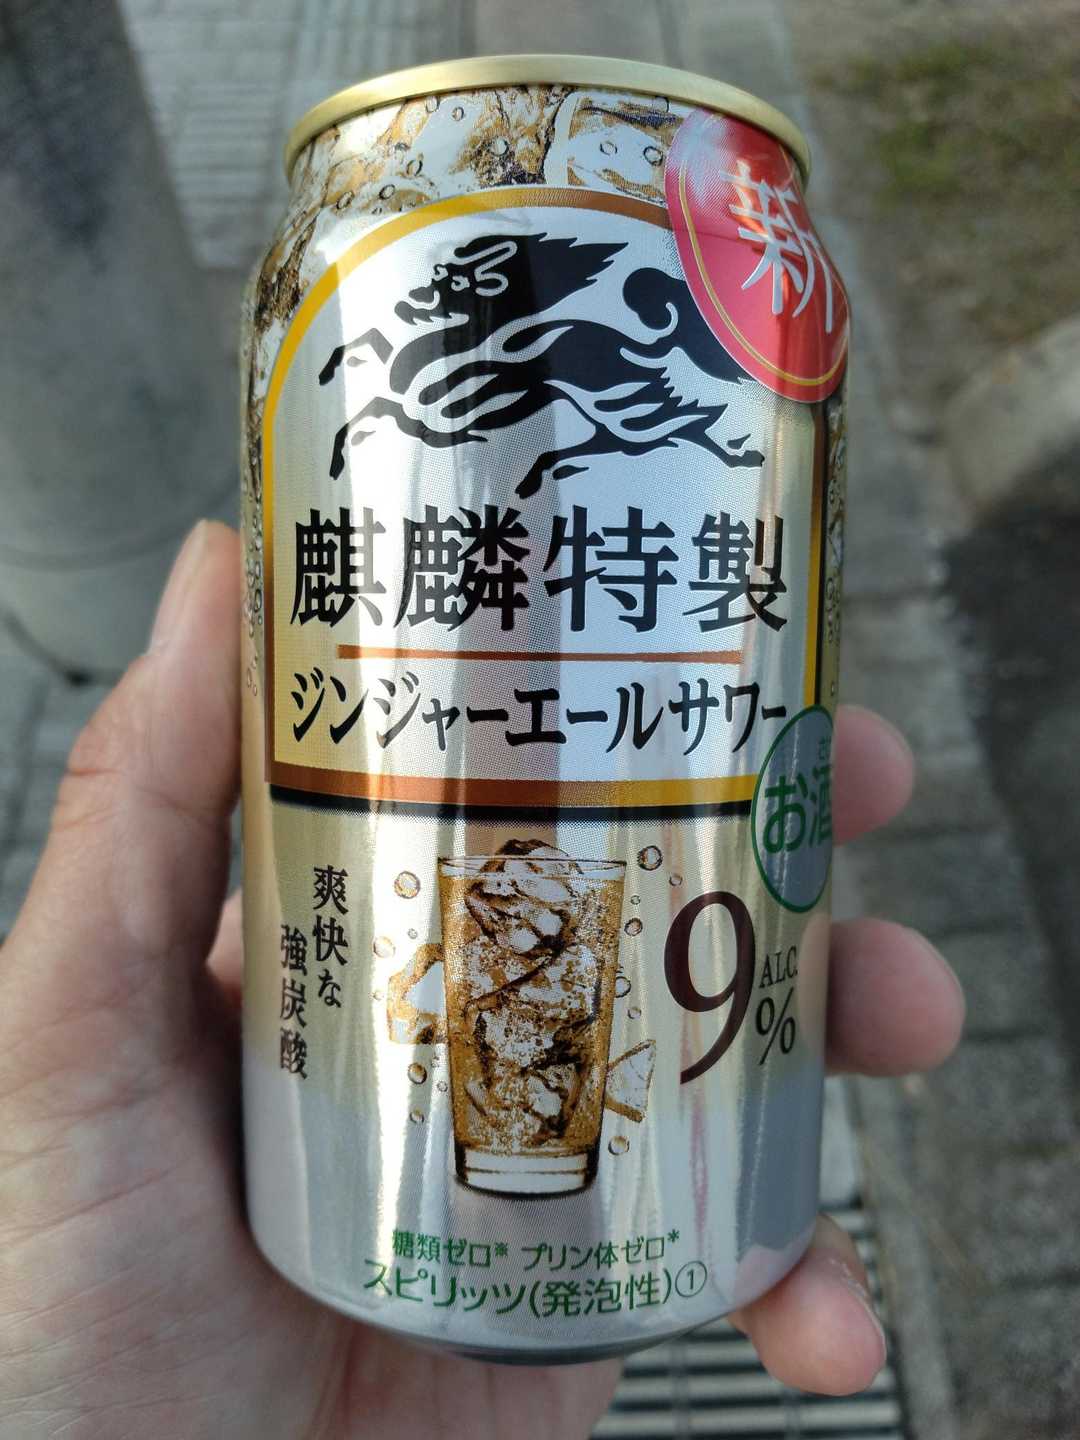 新
麒麟特製
ジンジャーエールサワー
お酒
爽快な
強炭酸
9
ALC.
%
糖類ゼロ※ プリン体ゼロ*
スピリッツ(発泡性)①